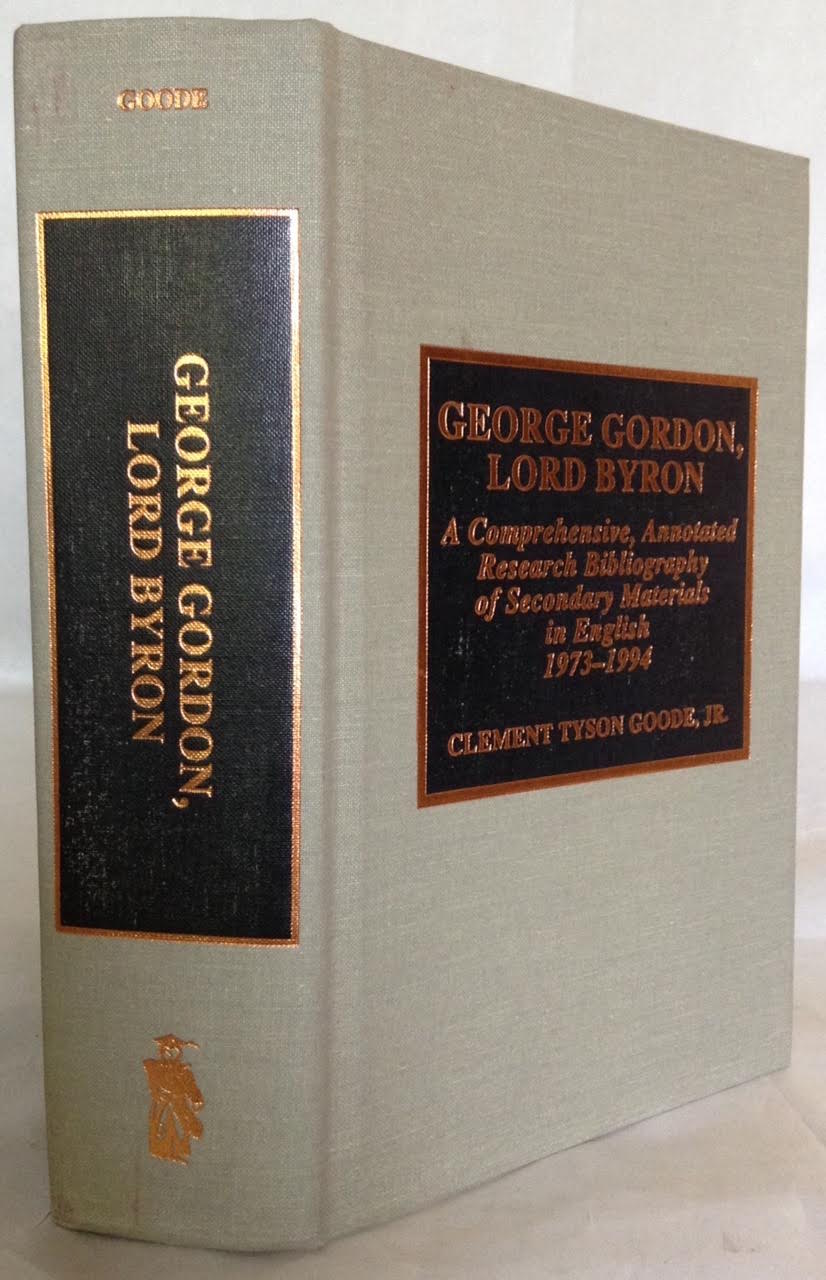 GOODE
GEORGE GORDON,
LORD BYRON
GEORGE GORDON,
LORD BYRON
A Comprehensive, Annotated
Research Bibliography
of Secondary Materials
in English
1973–1994
CLEMENT TYSON GOODE, JR.